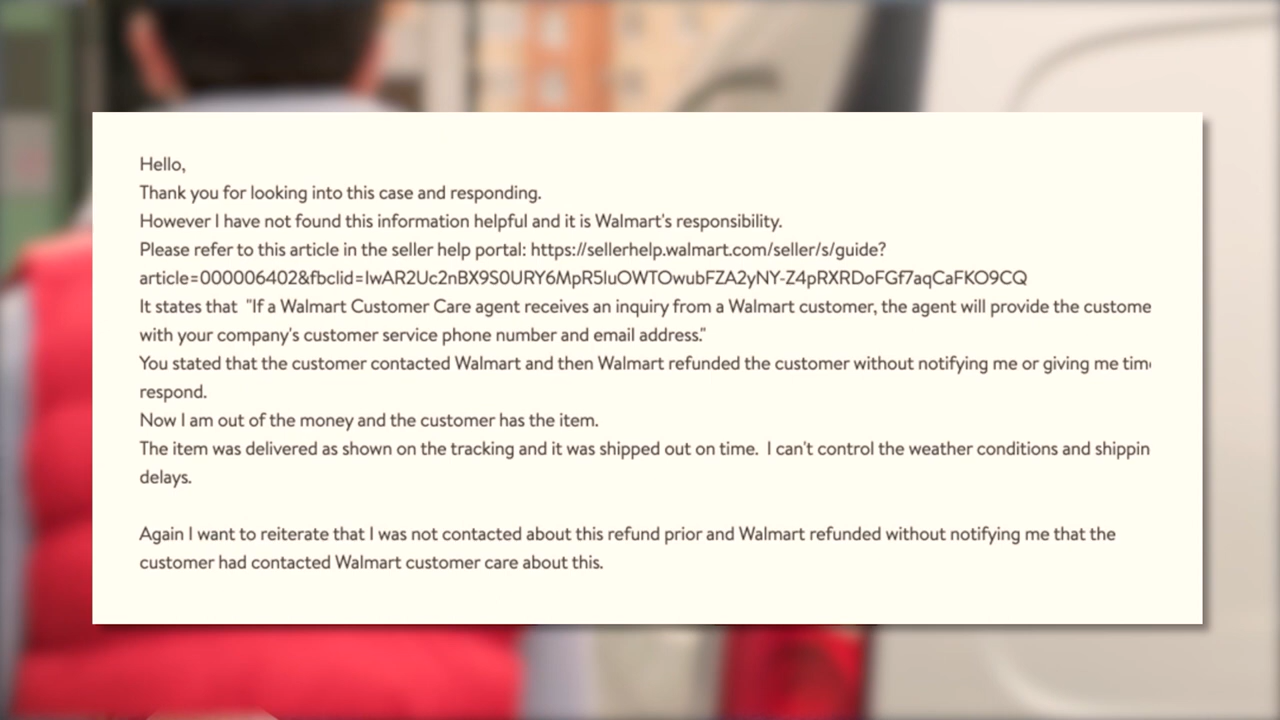 Hello,
Thank you for looking into this case and responding.
However I have not found this information helpful and it is Walmart's responsibility.
Please refer to this article in the seller help portal: https://sellerhelp.walmart.com/seller/s/guide?
article=000006402&fbclid=IwAR2Uc2nBX9S0URY6MpR5luOWTOwubFZA2yNY-Z4pRXRDoFGf7aqCaFKO9CQ
It states that  "If a Walmart Customer Care agent receives an inquiry from a Walmart customer, the agent will provide the custome
with your company's customer service phone number and email address."
You stated that the customer contacted Walmart and then Walmart refunded the customer without notifying me or giving me tim
respond.
Now I am out of the money and the customer has the item.
The item was delivered as shown on the tracking and it was shipped out on time.  I can't control the weather conditions and shippin
delays.
Again I want to reiterate that I was not contacted about this refund prior and Walmart refunded without notifying me that the
customer had contacted Walmart customer care about this.